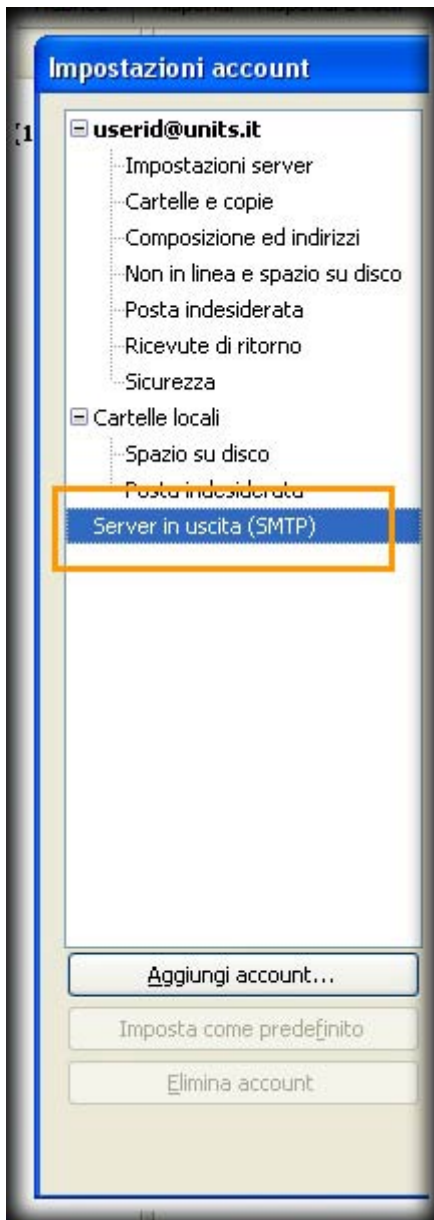 Impostazioni account
userid@units.it
Impostazioni server
Cartelle e copie
Composizione ed indirizzi
Non in linea e spazio su disco
Posta indesiderata
Ricevute di ritorno
Sicurezza
Cartelle locali
Spazio su disco
Posta indesiderata
Server in uscita (SMTP)
Aggiungi account...
Imposta come predefinito
Elimina account